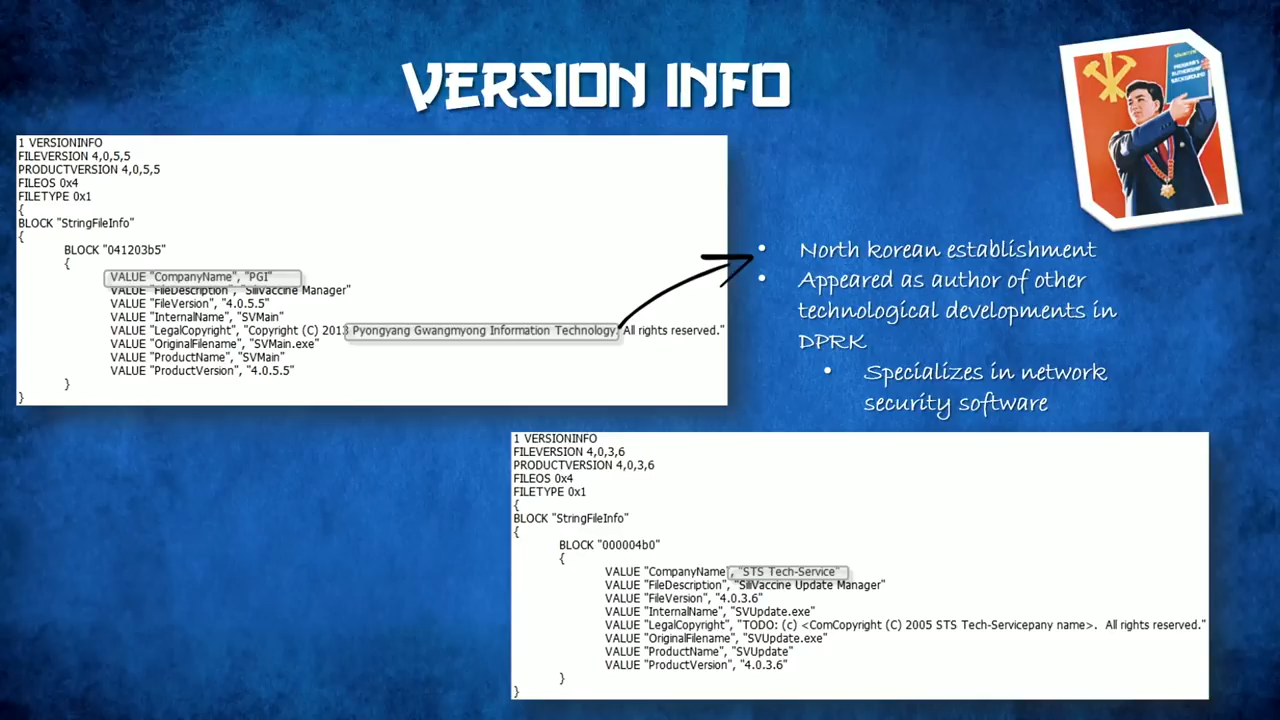 VERSION INFO
1 VERSIONINFO
FILEVERSION 4,0,5,5
PRODUCTVERSION 4,0,5,5
FILEOS 0x4
FILETYPE 0x1
{
BLOCK "StringFileInfo"
{
BLOCK "041203b5"
{
VALUE "CompanyName", "PGI"
VALUE "FileDescription", "SiliVaccine Manager"
VALUE "FileVersion", "4.0.5.5"
VALUE "InternalName", "SVMain"
VALUE "LegalCopyright", "Copyright (C) 2013 Pyongyang Gwangmyong Information Technology. All rights reserved."
VALUE "OriginalFilename", "SVMain.exe"
VALUE "ProductName", "SVMain"
VALUE "ProductVersion", "4.0.5.5"
}
}
PROGRAM'S
AUTHORSHIP
BACKGROUND
• North korean establishment
• Appeared as author of other
technological developments in
DPRK
• Specializes in network
security software
1 VERSIONINFO
FILEVERSION 4,0,3,6
PRODUCTVERSION 4,0,3,6
FILEOS 0x4
FILETYPE 0x1
{
BLOCK "StringFileInfo"
{
BLOCK "000004b0"
{
VALUE "CompanyName", "STS Tech-Service"
VALUE "FileDescription", "SiliVaccine Update Manager"
VALUE "FileVersion", "4.0.3.6"
VALUE "InternalName", "SVUpdate.exe"
VALUE "LegalCopyright", "TODO: (c) <ComCopyright (C) 2005 STS Tech-Servicepany name>.  All rights reserved."
VALUE "OriginalFilename", "SVUpdate.exe"
VALUE "ProductName", "SVUpdate"
VALUE "ProductVersion", "4.0.3.6"
}
}